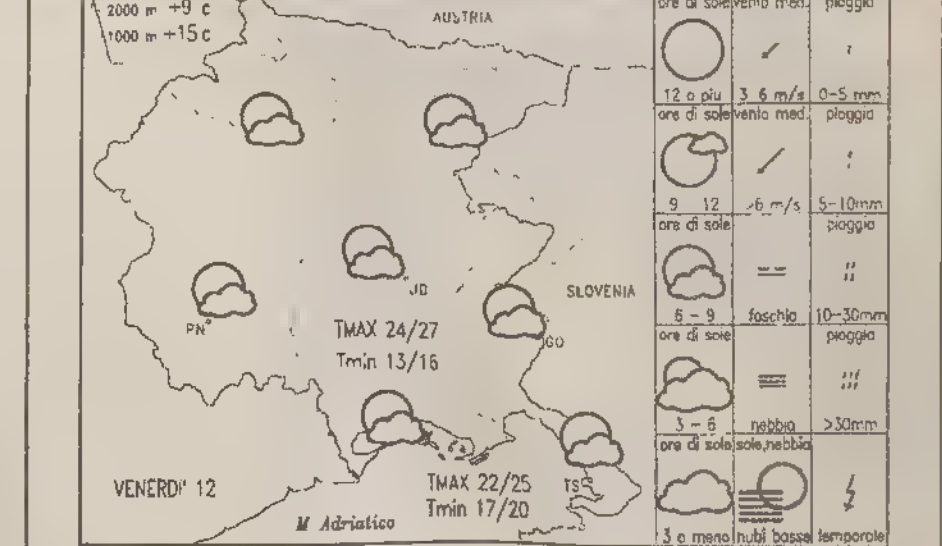 2000 m +9 c
1000 m +15 c
AUSTRIA
SLOVENIA
PN
UD
GO
TS
TMAX 24/27
Tmin 13/16
TMAX 22/25
Tmin 17/20
VENERDI' 12
M Adriatico
ore di sole vento med. pioggia
12 o piu 3 6 m/s 0-5 mm
ore di sole vento med. pioggia
9 12 >6 m/s 5-10mm
ore di sole pioggia
6 - 9 foschia 10-30mm
ore di sole pioggia
3 - 6 nebbia >30mm
ore di sole sole,nebbia
3 o meno nubi basse temporale